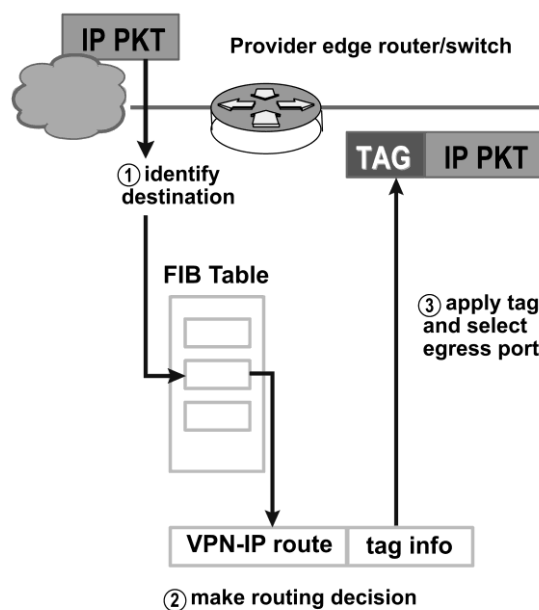 IP PKT
Provider edge router/switch
TAG IP PKT
① identify
destination
FIB Table
③ apply tag
and select
egress port
VPN-IP route tag info
② make routing decision